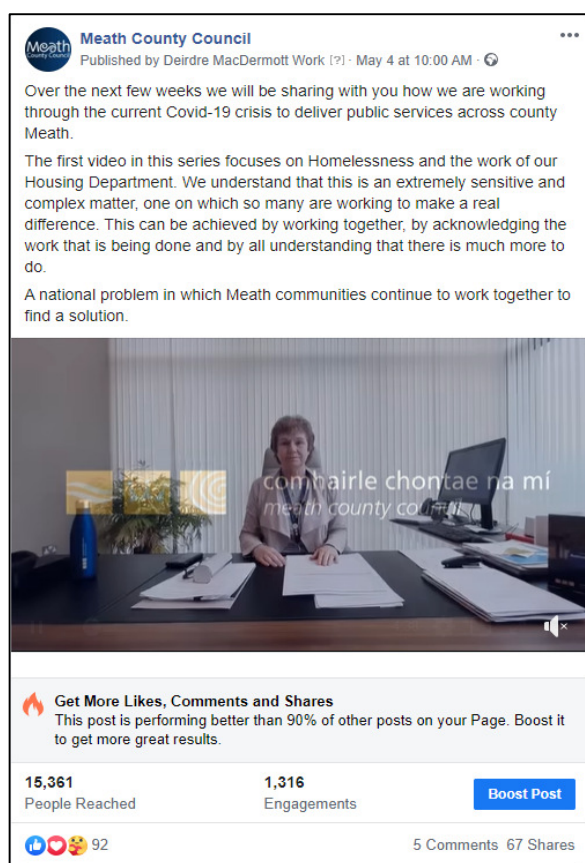 Meath
County Council
Meath County Council
Published by Deirdre MacDermott Work [?] · May 4 at 10:00 AM ·
Over the next few weeks we will be sharing with you how we are working
through the current Covid-19 crisis to deliver public services across county
Meath.
The first video in this series focuses on Homelessness and the work of our
Housing Department. We understand that this is an extremely sensitive and
complex matter, one on which so many are working to make a real
difference. This can be achieved by working together, by acknowledging the
work that is being done and by all understanding that there is much more to
do.
A national problem in which Meath communities continue to work together to
find a solution.
comhairle chontae na mí
meath county council
Get More Likes, Comments and Shares
This post is performing better than 90% of other posts on your Page. Boost it
to get more great results.
15,361
People Reached
1,316
Engagements
Boost Post
92
5 Comments 67 Shares